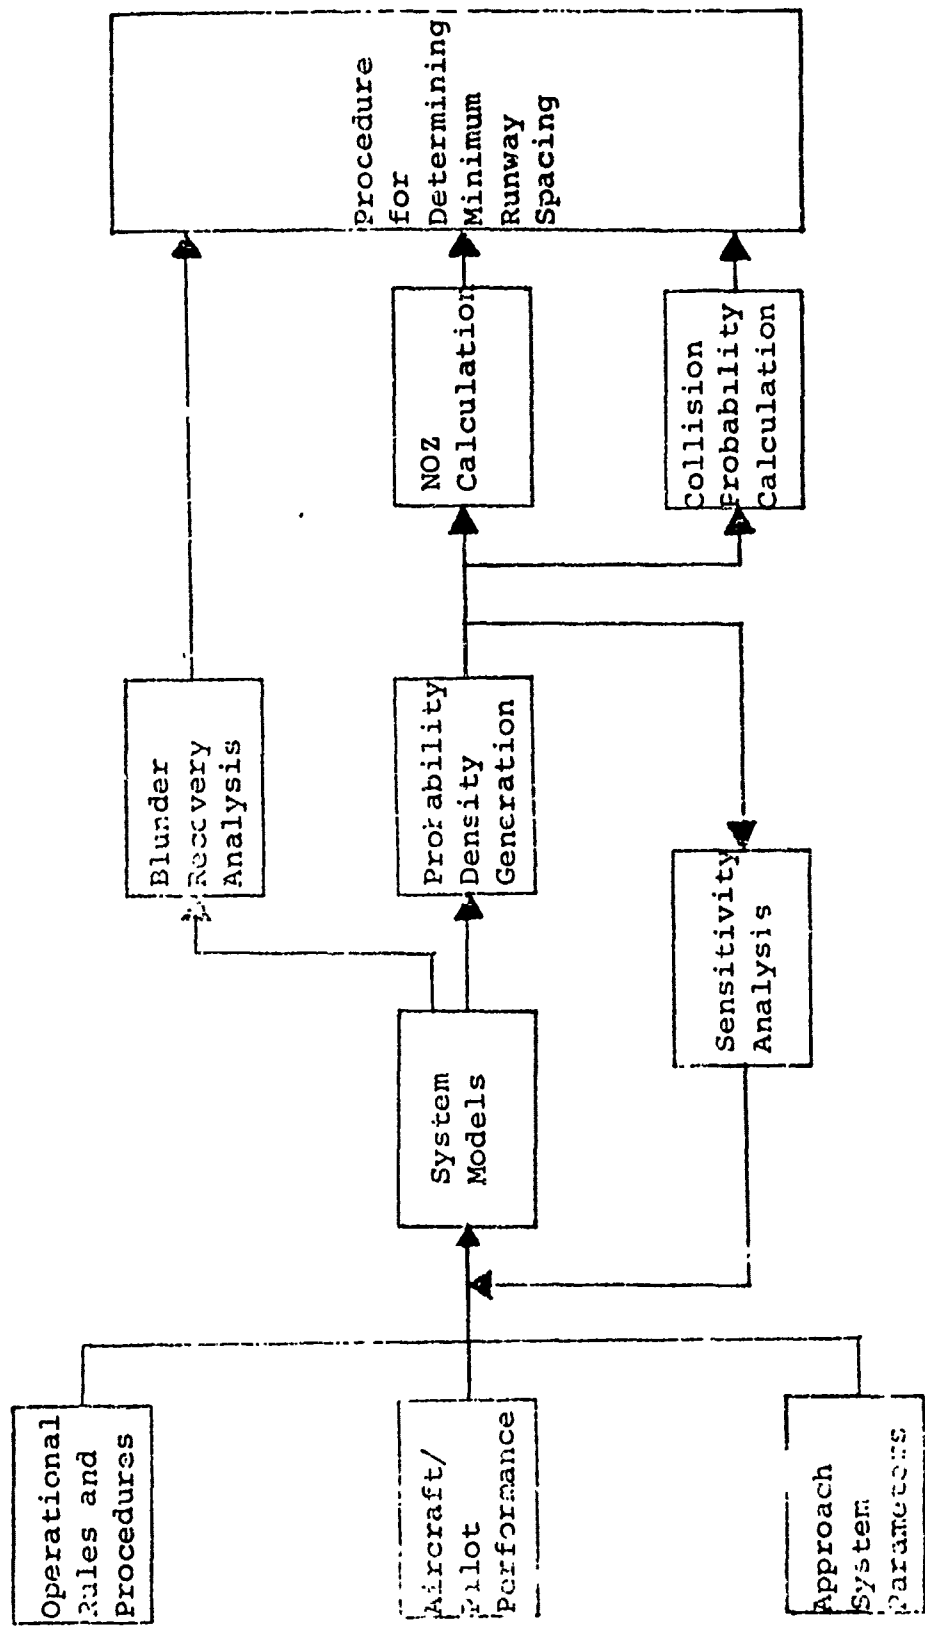 Operational
Rules and
Procedures
Aircraft/
Pilot
Performance
Approach
System
Parameters
System
Models
Blunder
Recovery
Analysis
Probability
Density
Generation
Sensitivity
Analysis
NOZ
Calculation
Collision
Probability
Calculation
Procedure
for
Determining
Minimum
Runway
Spacing